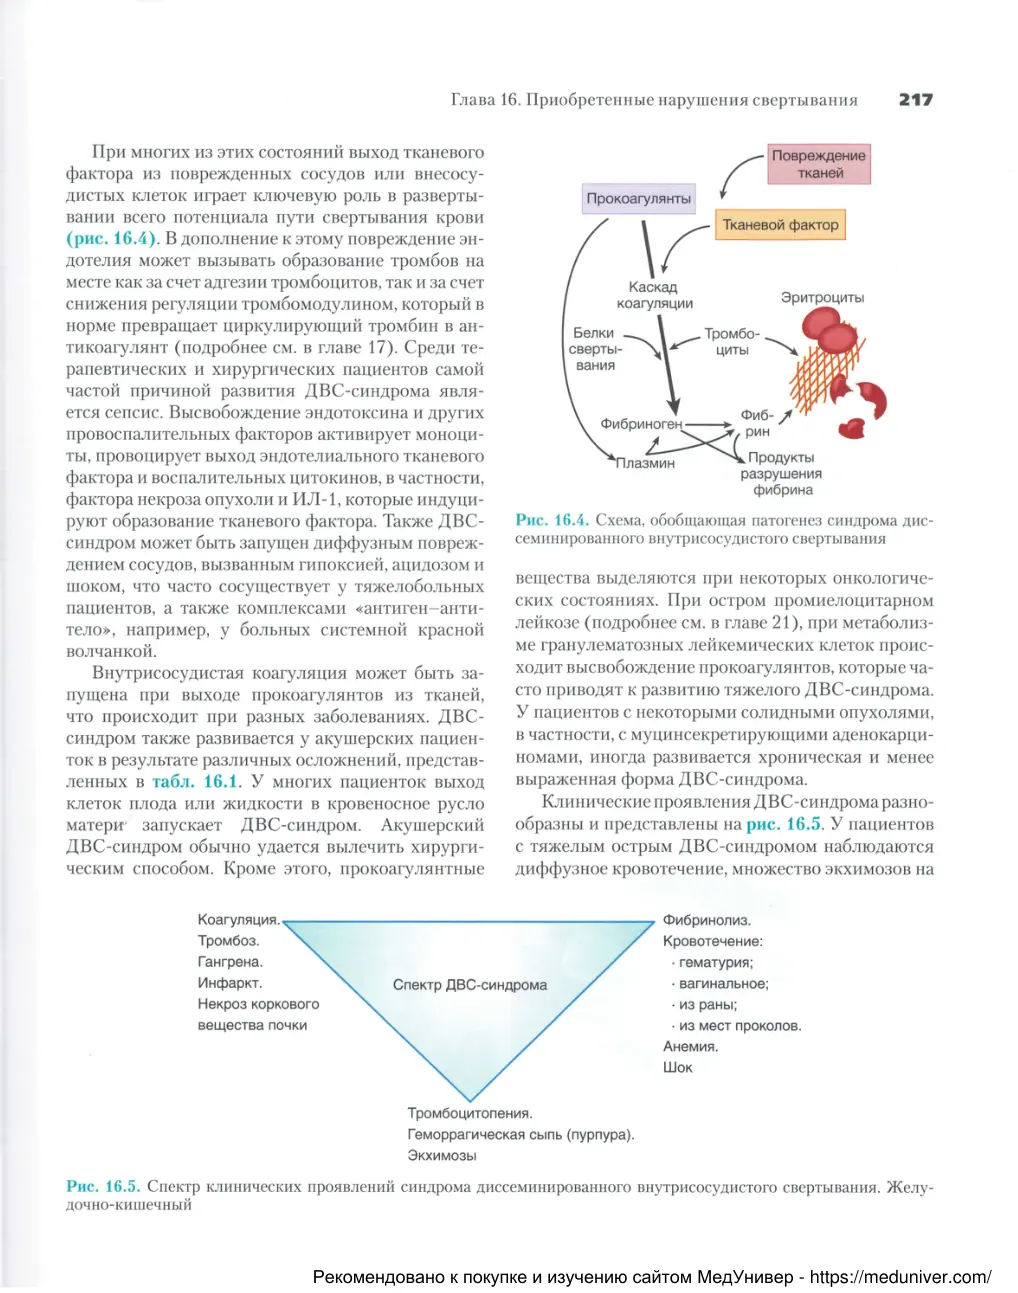 Глава 16. Приобретенные нарушения свертывания 217
При многих из этих состояний выход тканевого
фактора из поврежденных сосудов или внесосу-
дистых клеток играет ключевую роль в разверты-
вании всего потенциала пути свертывания крови
(рис. 16.4). В дополнение к этому повреждение эн-
дотелия может вызывать образование тромбов на
месте как за счет адгезии тромбоцитов, так и за счет
снижения регуляции тромбомодулином, который в
норме превращает циркулирующий тромбин в ан-
тикоагулянт (подробнее см. в главе 17). Среди те-
рапевтических и хирургических пациентов самой
частой причиной развития ДВС-синдрома явля-
ется сепсис. Высвобождение эндотоксина и других
провоспалительных факторов активирует моноци-
ты, провоцирует выход эндотелиального тканевого
фактора и воспалительных цитокинов, в частности,
фактора некроза опухоли и ИЛ-1, которые индуци-
руют образование тканевого фактора. Также ДВС-
синдром может быть запущен диффузным повреж-
дением сосудов, вызванным гипоксией, ацидозом и
шоком, что часто сосуществует у тяжелобольных
пациентов, а также комплексами «антиген–анти-
тело», например, у больных системной красной
волчанкой.
Внутрисосудистая коагуляция может быть за-
пущена при выходе прокоагулянтов из тканей,
что происходит при разных заболеваниях. ДВС-
синдром также развивается у акушерских пациен-
ток в результате различных осложнений, представ-
ленных в табл. 16.1. У многих пациенток выход
клеток плода или жидкости в кровеносное русло
матери запускает ДВС-синдром. Акушерский
ДВС-синдром обычно удается вылечить хирурги-
ческим способом. Кроме этого, прокоагулянтные
Повреждение
тканей
Прокоагулянты
Тканевой фактор
Каскад
коагуляции
Эритроциты
Белки
сверты-
вания
Тромбо-
циты
Фибриноген
Фиб-
рин
Плазмин
Продукты
разрушения
фибрина
Рис. 16.4. Схема, обобщающая патогенез синдрома дис-
семинированного внутрисосудистого свертывания
вещества выделяются при некоторых онкологиче-
ских состояниях. При остром промиелоцитарном
лейкозе (подробнее см. в главе 21), при метаболиз-
ме гранулематозных лейкемических клеток проис-
ходит высвобождение прокоагулянтов, которые ча-
сто приводят к развитию тяжелого ДВС-синдрома.
У пациентов с некоторыми солидными опухолями,
в частности, с муцинсекретирующими аденокарци-
номами, иногда развивается хроническая и менее
выраженная форма ДВС-синдрома.
Клинические проявления ДВС-синдрома разно-
образны и представлены на рис. 16.5. У пациентов
с тяжелым острым ДВС-синдромом наблюдаются
диффузное кровотечение, множество экхимозов на
Коагуляция.
Тромбоз.
Гангрена.
Инфаркт.
Некроз коркового
вещества почки
Спектр ДВС-синдрома
Фибринолиз.
Кровотечение:
· гематурия;
· вагинальное;
· из раны;
· из мест проколов.
Анемия.
Шок
Тромбоцитопения.
Геморрагическая сыпь (пурпура).
Экхимозы
Рис. 16.5. Спектр клинических проявлений синдрома диссеминированного внутрисосудистого свертывания. Желу-
дочно-кишечный
Рекомендовано к покупке и изучению сайтом МедУнивер - https://meduniver.com/